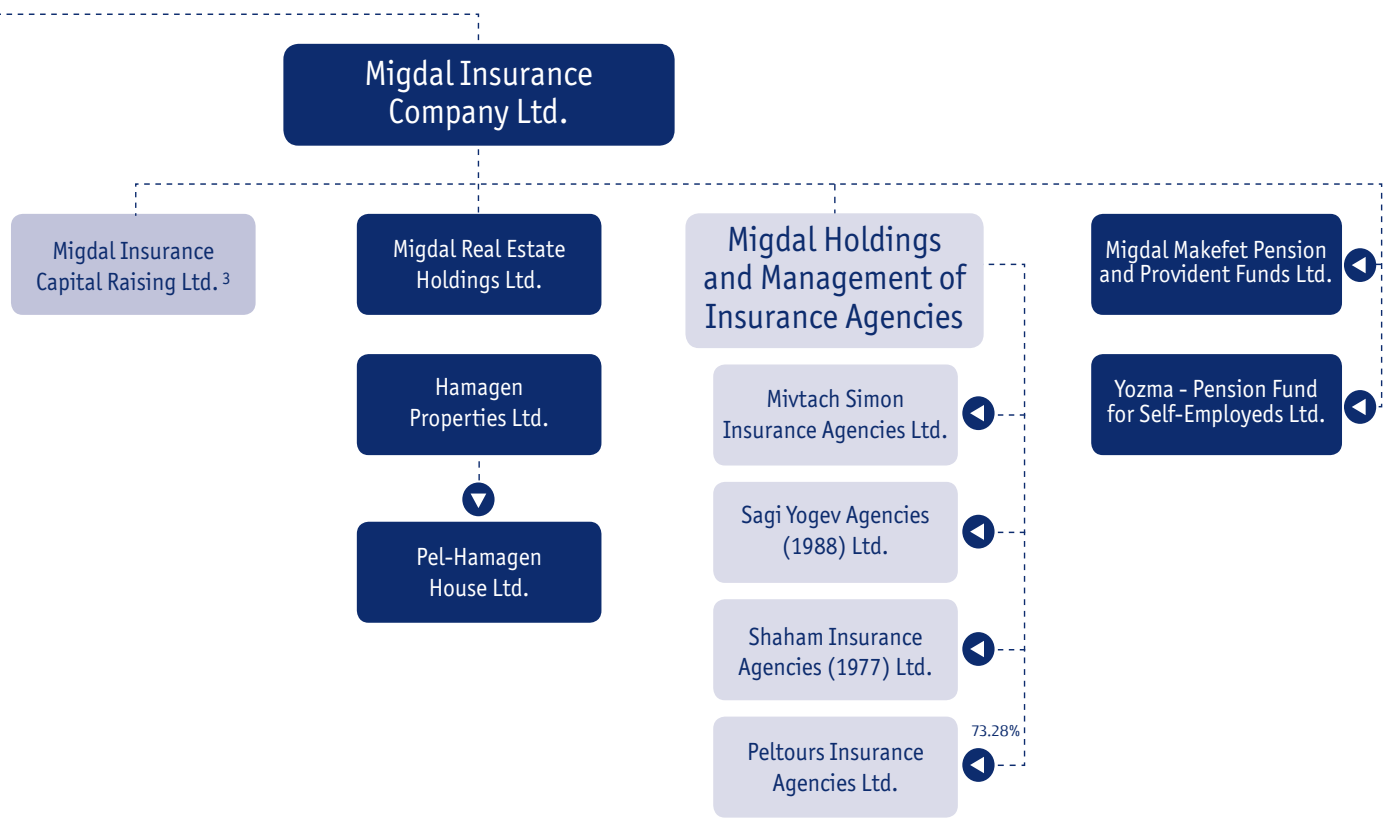 Migdal Insurance
Company Ltd.
Migdal Insurance
Capital Raising Ltd. 3
Migdal Real Estate
Holdings Ltd.
Hamagen
Properties Ltd.
Pel-Hamagen
House Ltd.
Migdal Holdings
and Management of
Insurance Agencies
Mivtach Simon
Insurance Agencies Ltd.
Sagi Yogev Agencies
(1988) Ltd.
Shaham Insurance
Agencies (1977) Ltd.
73.28%
Peltours Insurance
Agencies Ltd.
Migdal Makefet Pension
and Provident Funds Ltd.
Yozma - Pension Fund
for Self-Employeds Ltd.